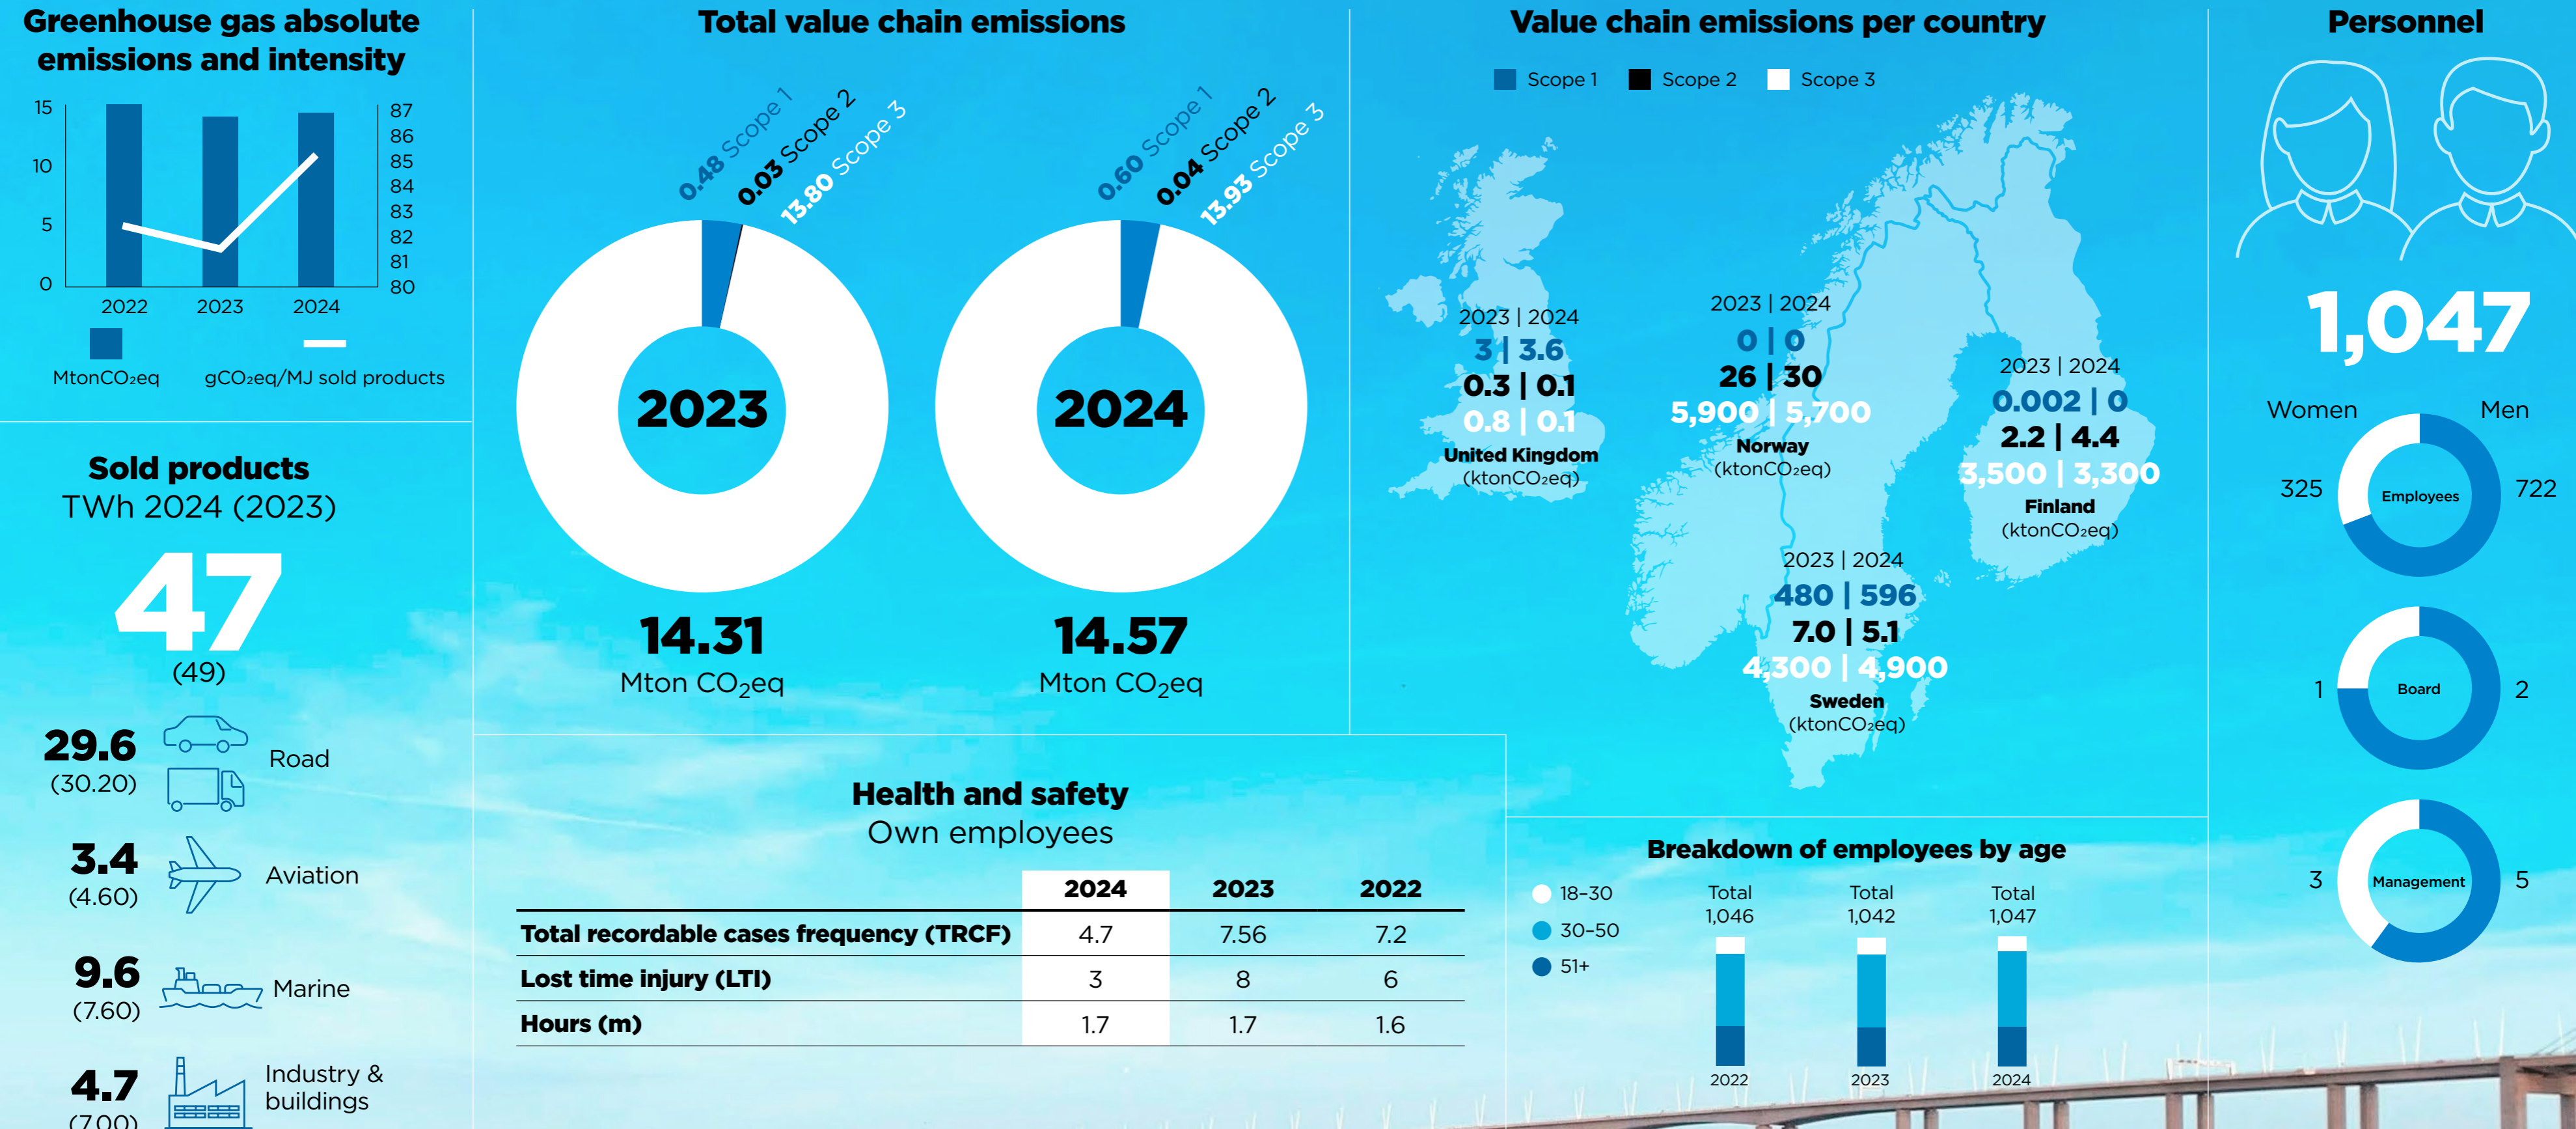 Greenhouse gas absolute
emissions and intensity
15
10
5
0
87
86
85
84
83
82
81
80
2022
2023
2024
MtonCO₂eq
gCO₂eq/MJ sold products
Sold products
TWh 2024 (2023)
47
(49)
29.6
(30.20)
Road
3.4
(4.60)
Aviation
9.6
(7.60)
Marine
4.7
(7.00)
Industry &
buildings
Total value chain emissions
0.48 Scope 1
0.03 Scope 2
13.80 Scope 3
2023
14.31
Mton CO₂eq
0.60 Scope 1
0.04 Scope 2
13.93 Scope 3
2024
14.57
Mton CO₂eq
Health and safety
Own employees
2024 2023 2022
Total recordable cases frequency (TRCF) 4.7 7.56 7.2
Lost time injury (LTI) 3 8 6
Hours (m) 1.7 1.7 1.6
Value chain emissions per country
Scope 1 Scope 2 Scope 3
2023 | 2024
3 | 3.6
0.3 | 0.1
0.8 | 0.1
United Kingdom
(ktonCO₂eq)
2023 | 2024
0 | 0
26 | 30
5,900 | 5,700
Norway
(ktonCO₂eq)
2023 | 2024
0.002 | 0
2.2 | 4.4
3,500 | 3,300
Finland
(ktonCO₂eq)
2023 | 2024
480 | 596
7.0 | 5.1
4,300 | 4,900
Sweden
(ktonCO₂eq)
Breakdown of employees by age
18–30
30–50
51+
Total
1,046
2022
Total
1,042
2023
Total
1,047
2024
Personnel
1,047
Women
Men
325
Employees
722
1
Board
2
3
Management
5